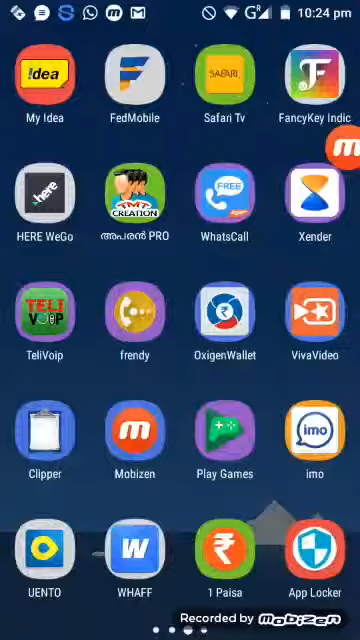 10:24 pm
!dea
SAFARI
My Idea
FedMobile
Safari Tv
FancyKey Indic
here
TMT
CREATION
FREE
HERE WeGo
അപരൻ PRO
WhatsCall
Xender
TELI
VOIP
TeliVoip
frendy
OxigenWallet
VivaVideo
imo
Clipper
Mobizen
Play Games
imo
UENTO
WHAFF
1 Paisa
App Locker
Recorded by mobizen